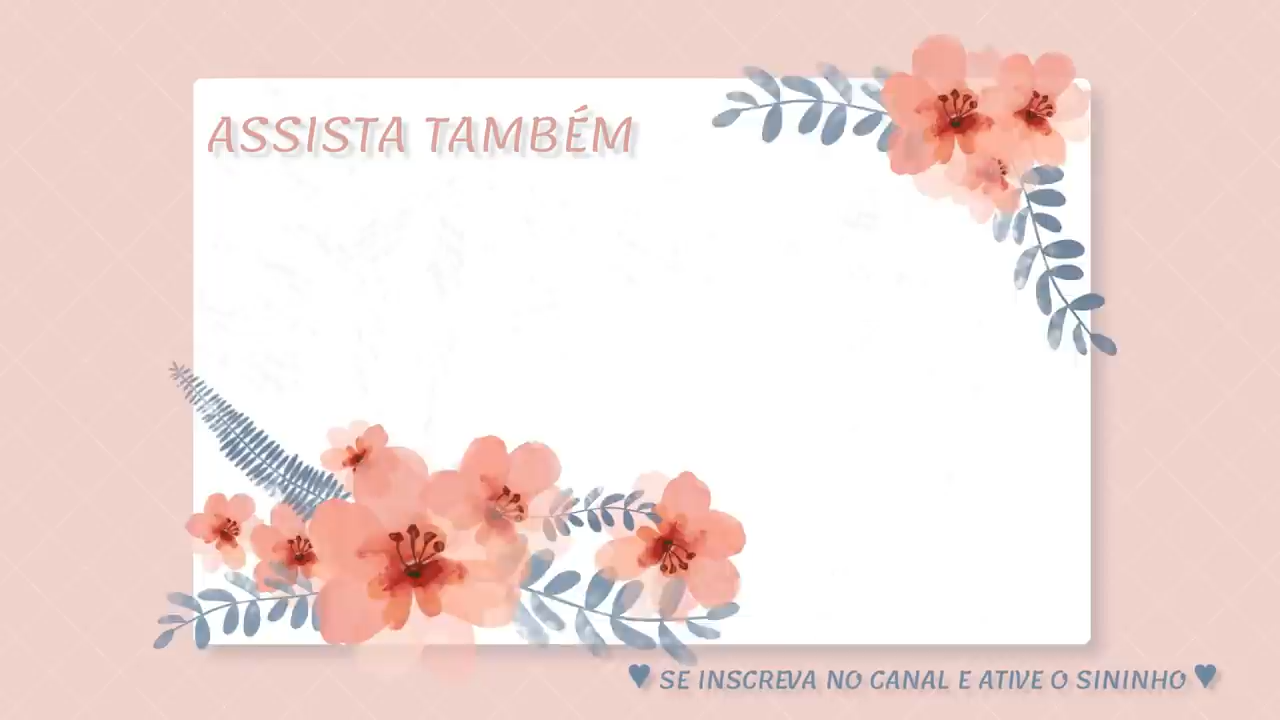 ASSISTA TAMBÉM
♥ SE INSCREVA NO CANAL E ATIVE O SININHO ♥